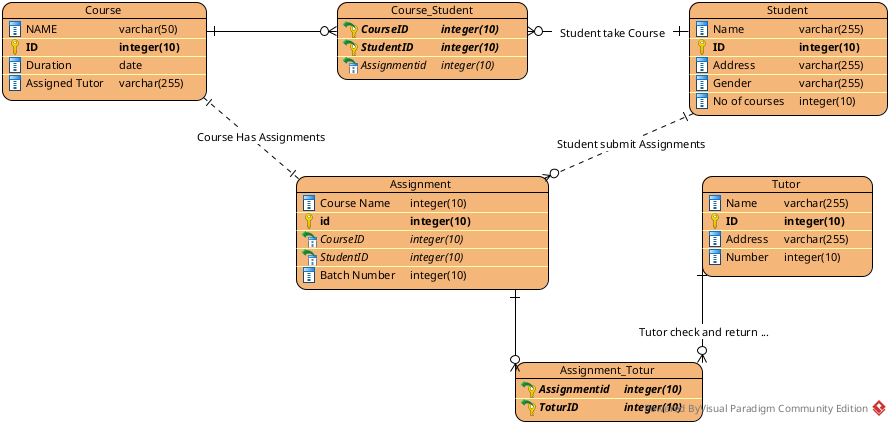 Course
NAME varchar(50)
ID integer(10)
Duration date
Assigned Tutor varchar(255)
Course_Student
CourseID integer(10)
StudentID integer(10)
Assignmentid integer(10)
Student take Course
Student
Name varchar(255)
ID integer(10)
Address varchar(255)
Gender varchar(255)
No of courses integer(10)
Course Has Assignments
Student submit Assignments
Assignment
Course Name integer(10)
id integer(10)
CourseID integer(10)
StudentID integer(10)
Batch Number integer(10)
Tutor
Name varchar(255)
ID integer(10)
Address varchar(255)
Number integer(10)
Tutor check and return ...
Assignment_Totur
Assignmentid integer(10)
ToturID integer(10)
Visual Paradigm Community Edition